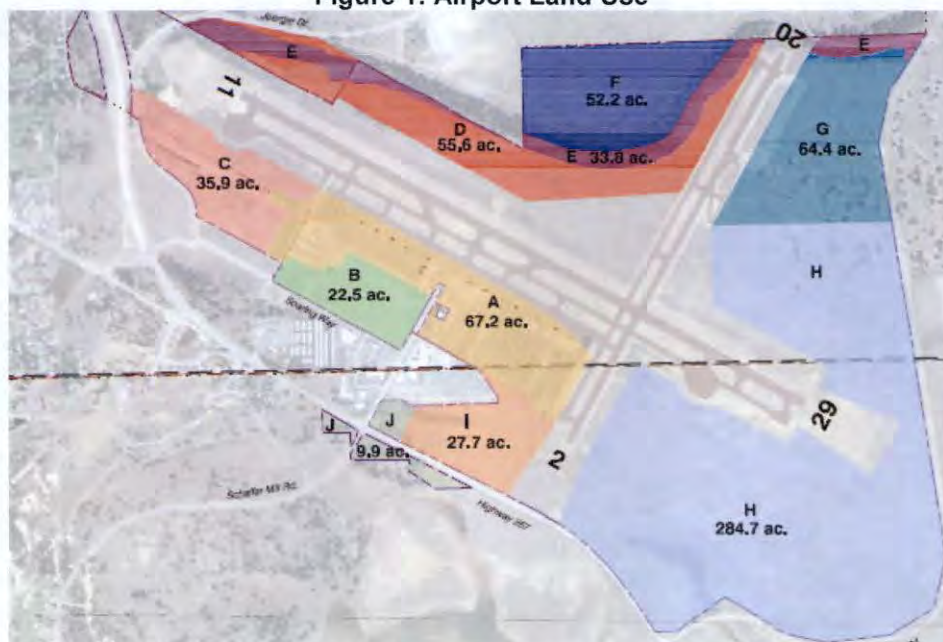 Figure 1: Airport Land Use
Juerge Dr.
20
E
E
F
52.2 ac.
11
D
55,6 ac.
G
64.4 ac.
E 33.8 ac.
C
35,9 ac.
H
B
22,5 ac.
A
67,2 ac.
Soaring Way
29
J
J
I
27.7 ac.
9.9 ac.
2
Schaffer Mill Rd.
Highway 267
H
284.7 ac.